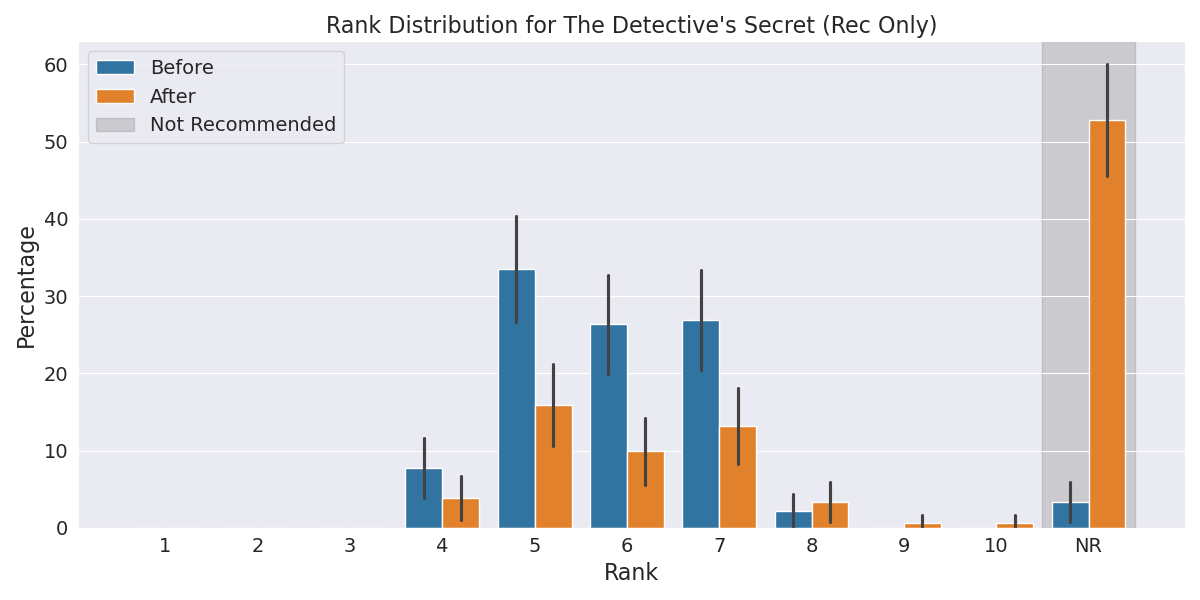 Rank Distribution for The Detective's Secret (Rec Only)
Before
After
Not Recommended
Percentage
60
50
40
30
20
10
0
1 2 3 4 5 6 7 8 9 10 NR
Rank